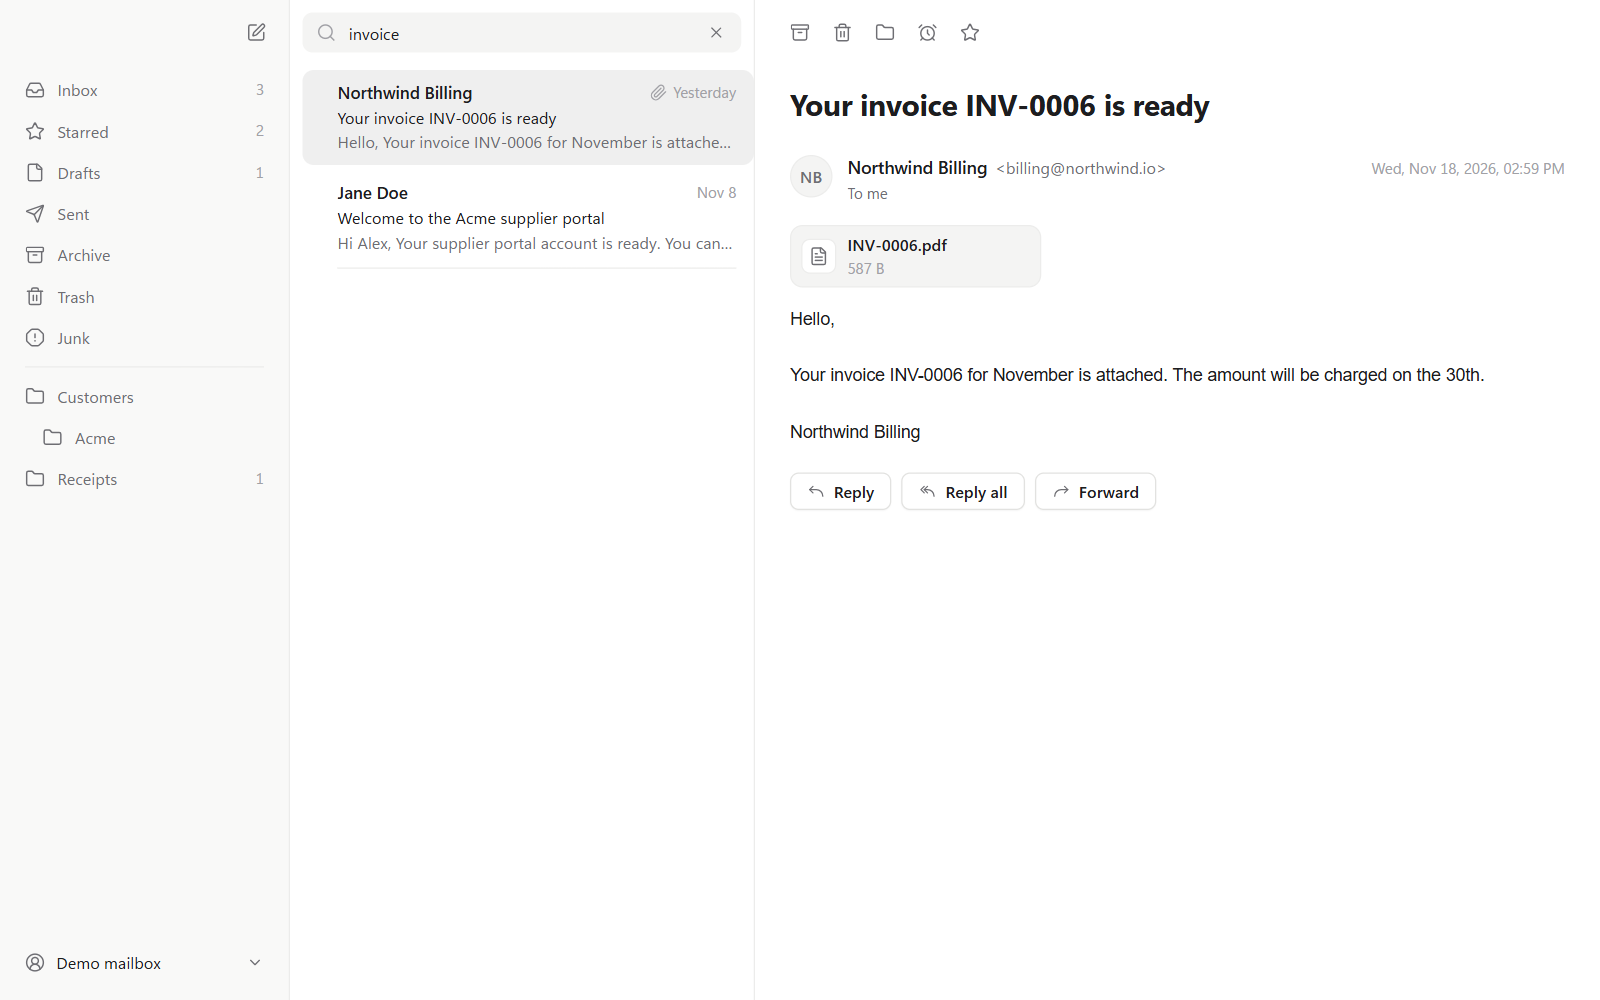 Inbox 3
Starred 2
Drafts 1
Sent
Archive
Trash
Junk
Customers
Acme
Receipts 1
Demo mailbox
invoice
Northwind Billing Yesterday
Your invoice INV-0006 is ready
Hello, Your invoice INV-0006 for November is attache...
Jane Doe Nov 8
Welcome to the Acme supplier portal
Hi Alex, Your supplier portal account is ready. You can...
Your invoice INV-0006 is ready
NB
Northwind Billing <billing@northwind.io> Wed, Nov 18, 2026, 02:59 PM
To me
INV-0006.pdf
587 B
Hello,
Your invoice INV-0006 for November is attached. The amount will be charged on the 30th.
Northwind Billing
Reply Reply all Forward